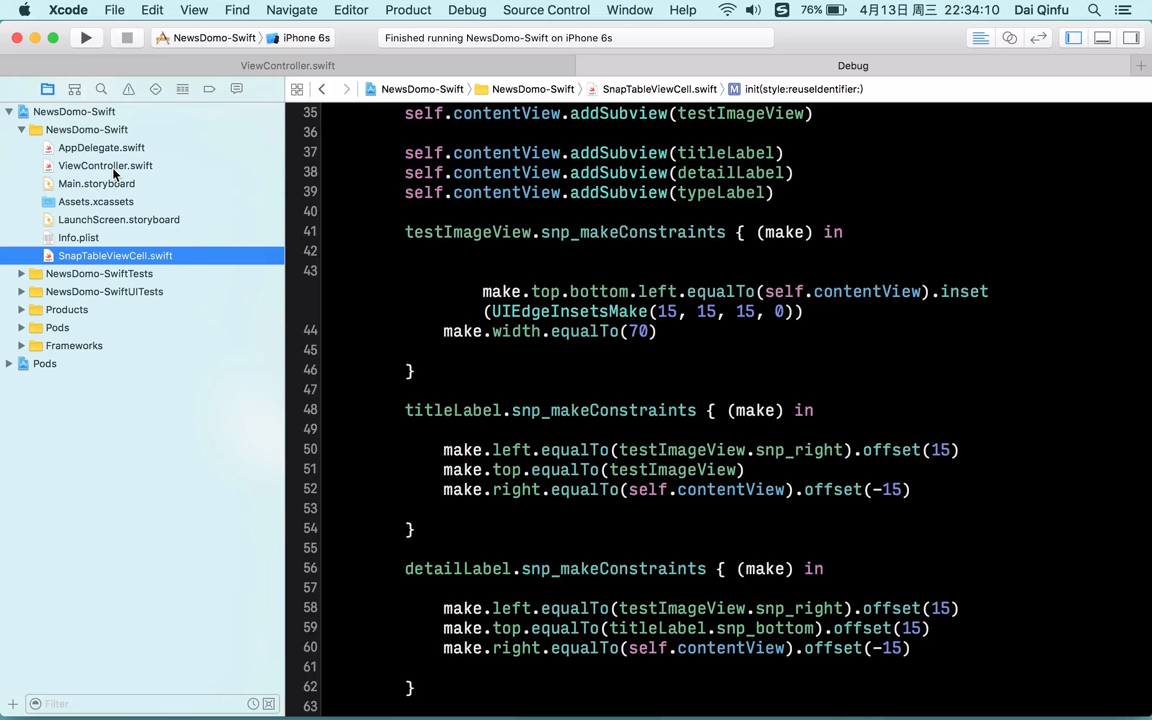 Xcode File Edit View Find Navigate Editor Product Debug Source Control Window Help 76% 4月13日 周三 22:34:10 Dai Qinfu
NewsDomo-Swift iPhone 6s Finished running NewsDomo-Swift on iPhone 6s
ViewController.swift Debug
NewsDomo-Swift NewsDomo-Swift SnapTableViewCell.swift M init(style:reuseIdentifier:)
NewsDomo-Swift
NewsDomo-Swift
AppDelegate.swift
ViewController.swift
Main.storyboard
Assets.xcassets
LaunchScreen.storyboard
Info.plist
SnapTableViewCell.swift
NewsDomo-SwiftTests
NewsDomo-SwiftUITests
Products
Pods
Frameworks
Pods
Filter
35 self.contentView.addSubview(testImageView)
36
37 self.contentView.addSubview(titleLabel)
38 self.contentView.addSubview(detailLabel)
39 self.contentView.addSubview(typeLabel)
40
41 testImageView.snp_makeConstraints { (make) in
42
43
make.top.bottom.left.equalTo(self.contentView).inset
(UIEdgeInsetsMake(15, 15, 15, 0))
44 make.width.equalTo(70)
45
46 }
47
48 titleLabel.snp_makeConstraints { (make) in
49
50 make.left.equalTo(testImageView.snp_right).offset(15)
51 make.top.equalTo(testImageView)
52 make.right.equalTo(self.contentView).offset(-15)
53
54 }
55
56 detailLabel.snp_makeConstraints { (make) in
57
58 make.left.equalTo(testImageView.snp_right).offset(15)
59 make.top.equalTo(titleLabel.snp_bottom).offset(15)
60 make.right.equalTo(self.contentView).offset(-15)
61
62 }
63